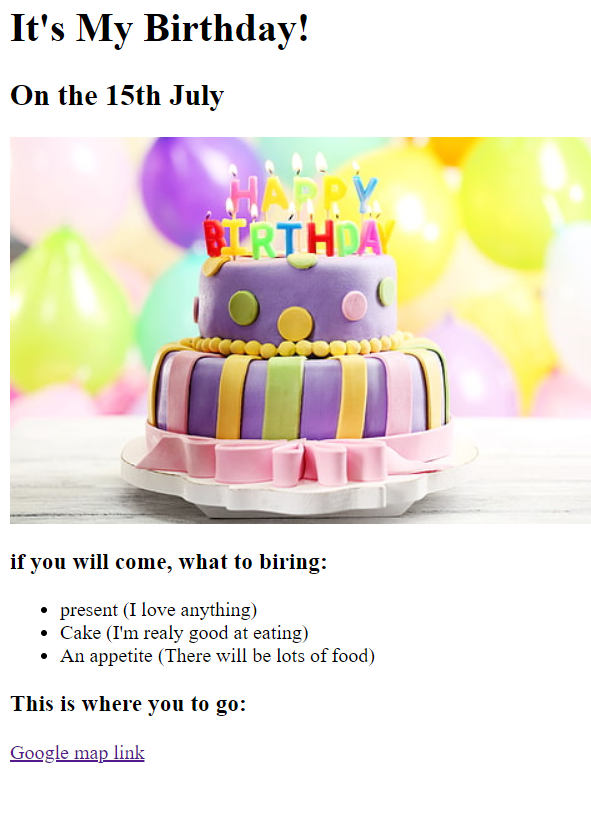 It's My Birthday!
On the 15th July
HAPPY
BIRTHDAY
if you will come, what to biring:
present (I love anything)
Cake (I'm realy good at eating)
An appetite (There will be lots of food)
This is where you to go:
Google map link